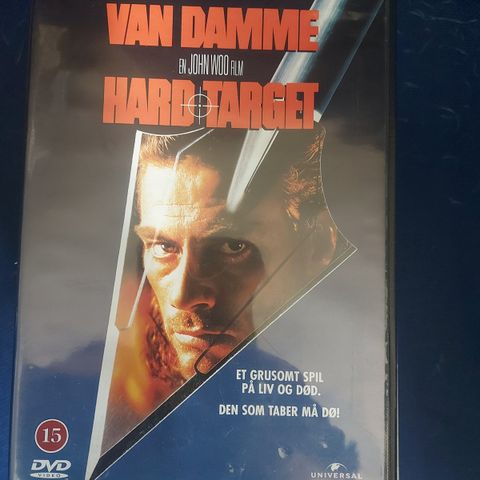 VAN DAMME
EN JOHN WOO FILM
HARD TARGET
ET GRUSOMT SPIL
PÅ LIV OG DØD.
DEN SOM TABER MÅ DØ!
15
DVD
VIDEO
UNIVERSAL